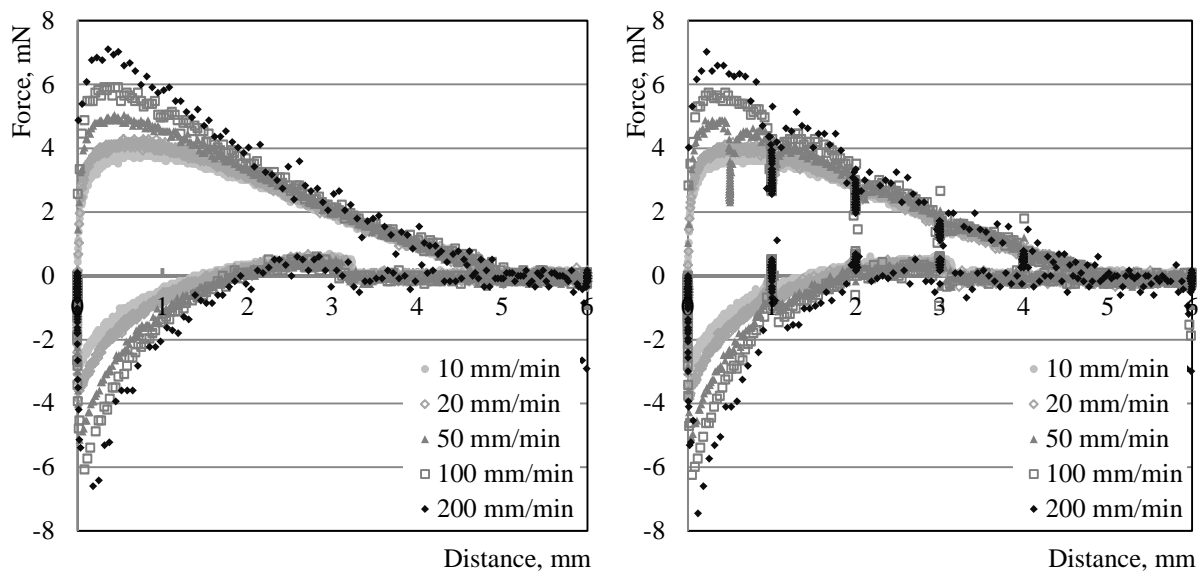 Force, mN
8
6
4
2
0
-2
-4
-6
-8
0 1 2 3 4 5 6
10 mm/min
20 mm/min
50 mm/min
100 mm/min
200 mm/min
Distance, mm
Force, mN
8
6
4
2
0
-2
-4
-6
-8
0 1 2 3 4 5 6
10 mm/min
20 mm/min
50 mm/min
100 mm/min
200 mm/min
Distance, mm